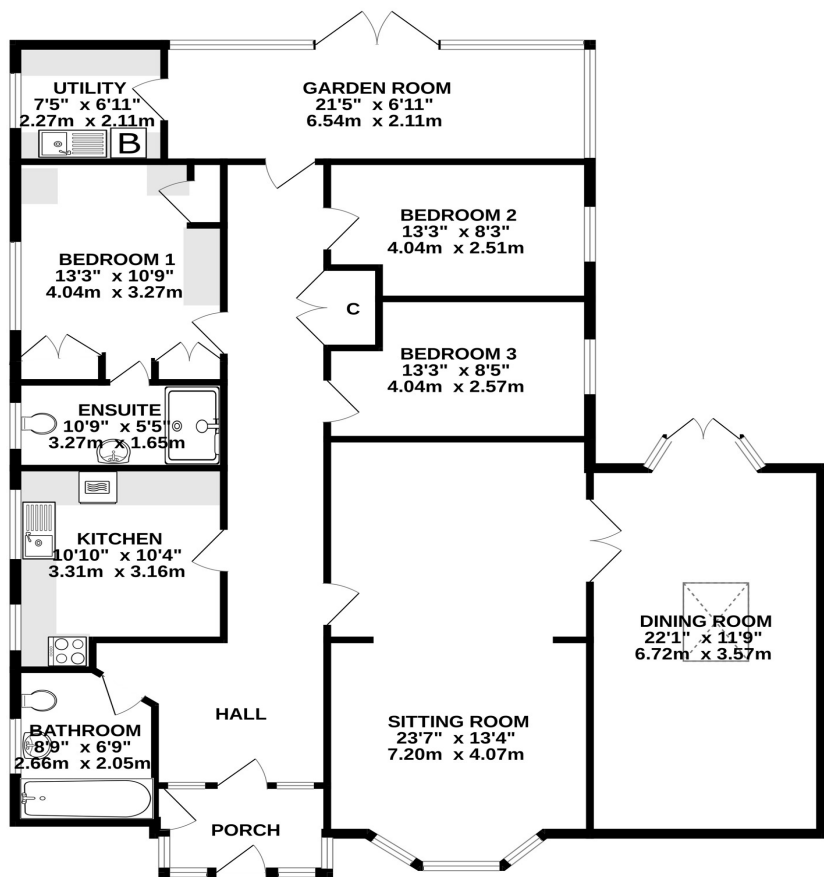 UTILITY
7'5" x 6'11"
2.27m x 2.11m
B
GARDEN ROOM
21'5" x 6'11"
6.54m x 2.11m
BEDROOM 1
13'3" x 10'9"
4.04m x 3.27m
BEDROOM 2
13'3" x 8'3"
4.04m x 2.51m
C
BEDROOM 3
13'3" x 8'5"
4.04m x 2.57m
ENSUITE
10'9" x 5'5"
3.27m x 1.65m
KITCHEN
10'10" x 10'4"
3.31m x 3.16m
DINING ROOM
22'1" x 11'9"
6.72m x 3.57m
HALL
SITTING ROOM
23'7" x 13'4"
7.20m x 4.07m
BATHROOM
8'9" x 6'9"
2.66m x 2.05m
PORCH